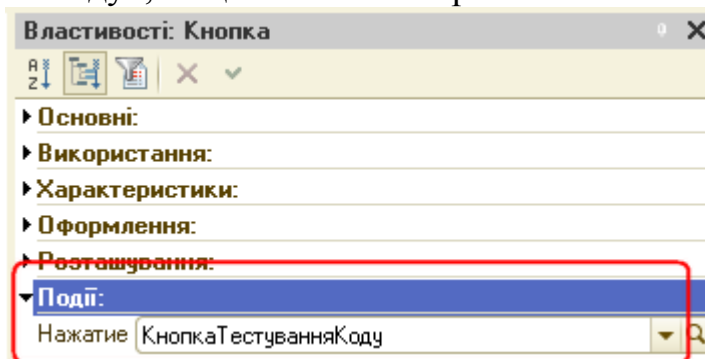 Властивості: Кнопка
Основні:
Використання:
Характеристики:
Оформлення:
Розташування:
Події:
Нажатие КнопкаТестуванняКоду